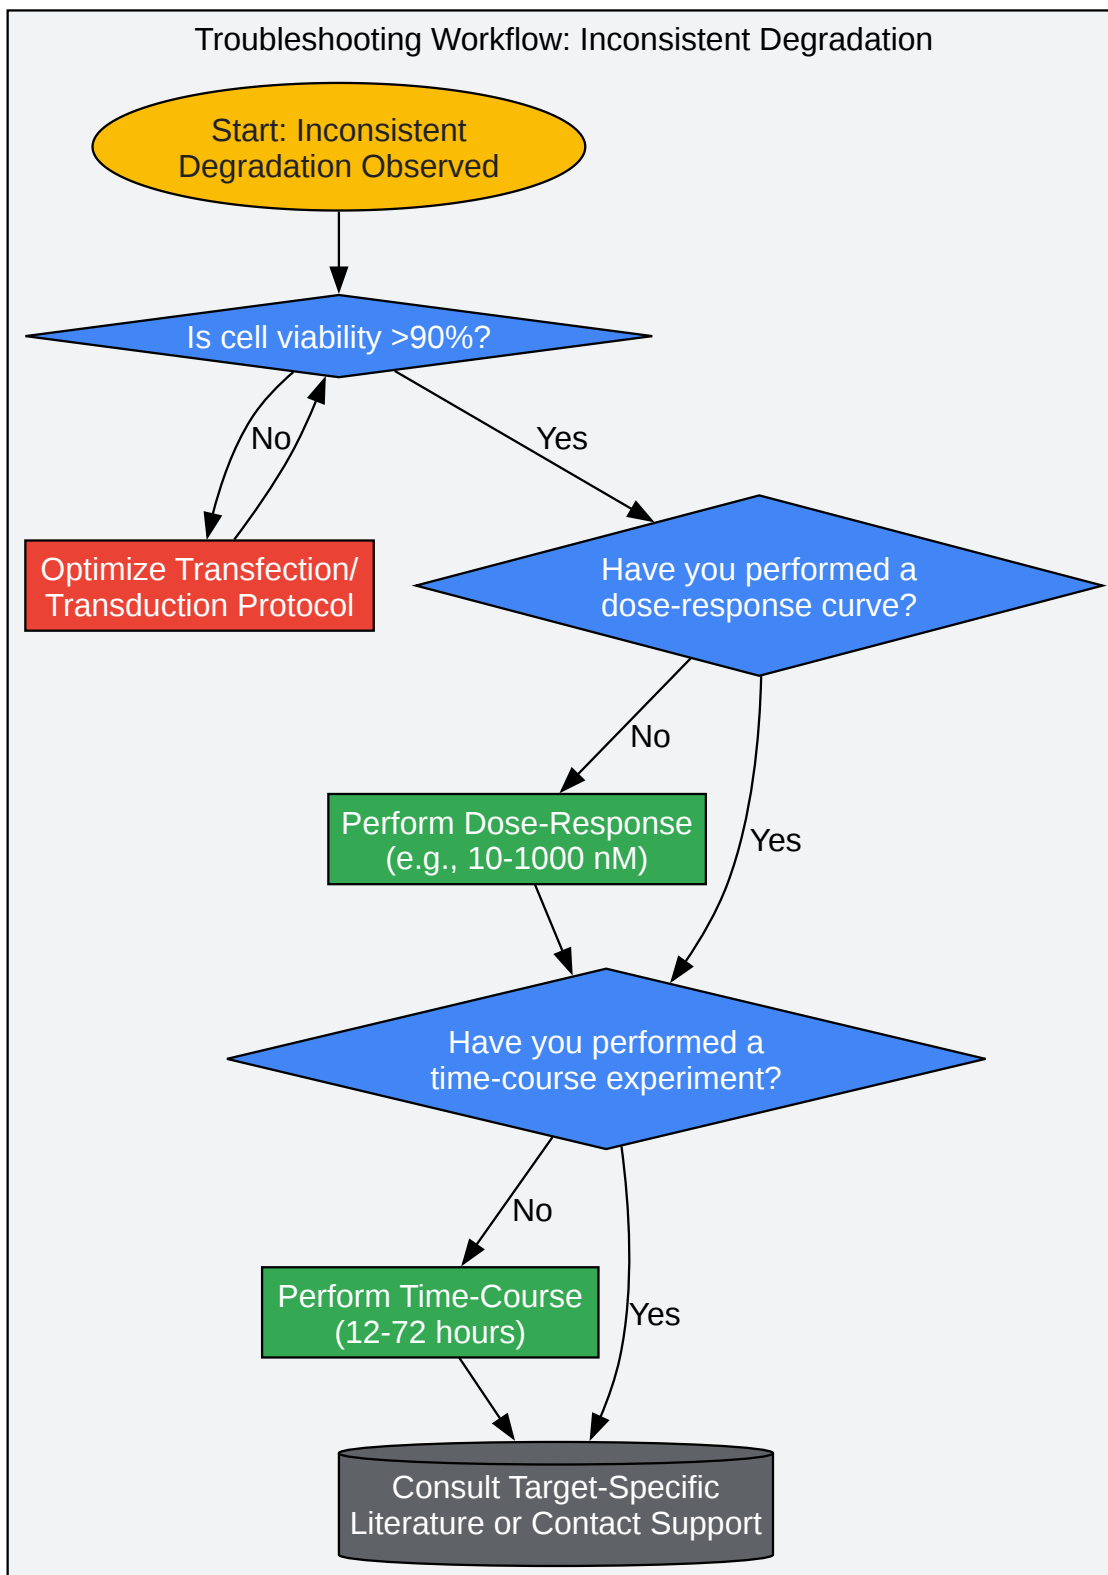 Troubleshooting Workflow: Inconsistent Degradation
Start: Inconsistent
Degradation Observed
Is cell viability >90%?
No
Yes
Optimize Transfection/
Transduction Protocol
Have you performed a
dose-response curve?
No
Perform Dose-Response
(e.g., 10-1000 nM)
Yes
Have you performed a
time-course experiment?
No
Perform Time-Course
(12-72 hours)
Yes
Consult Target-Specific
Literature or Contact Support